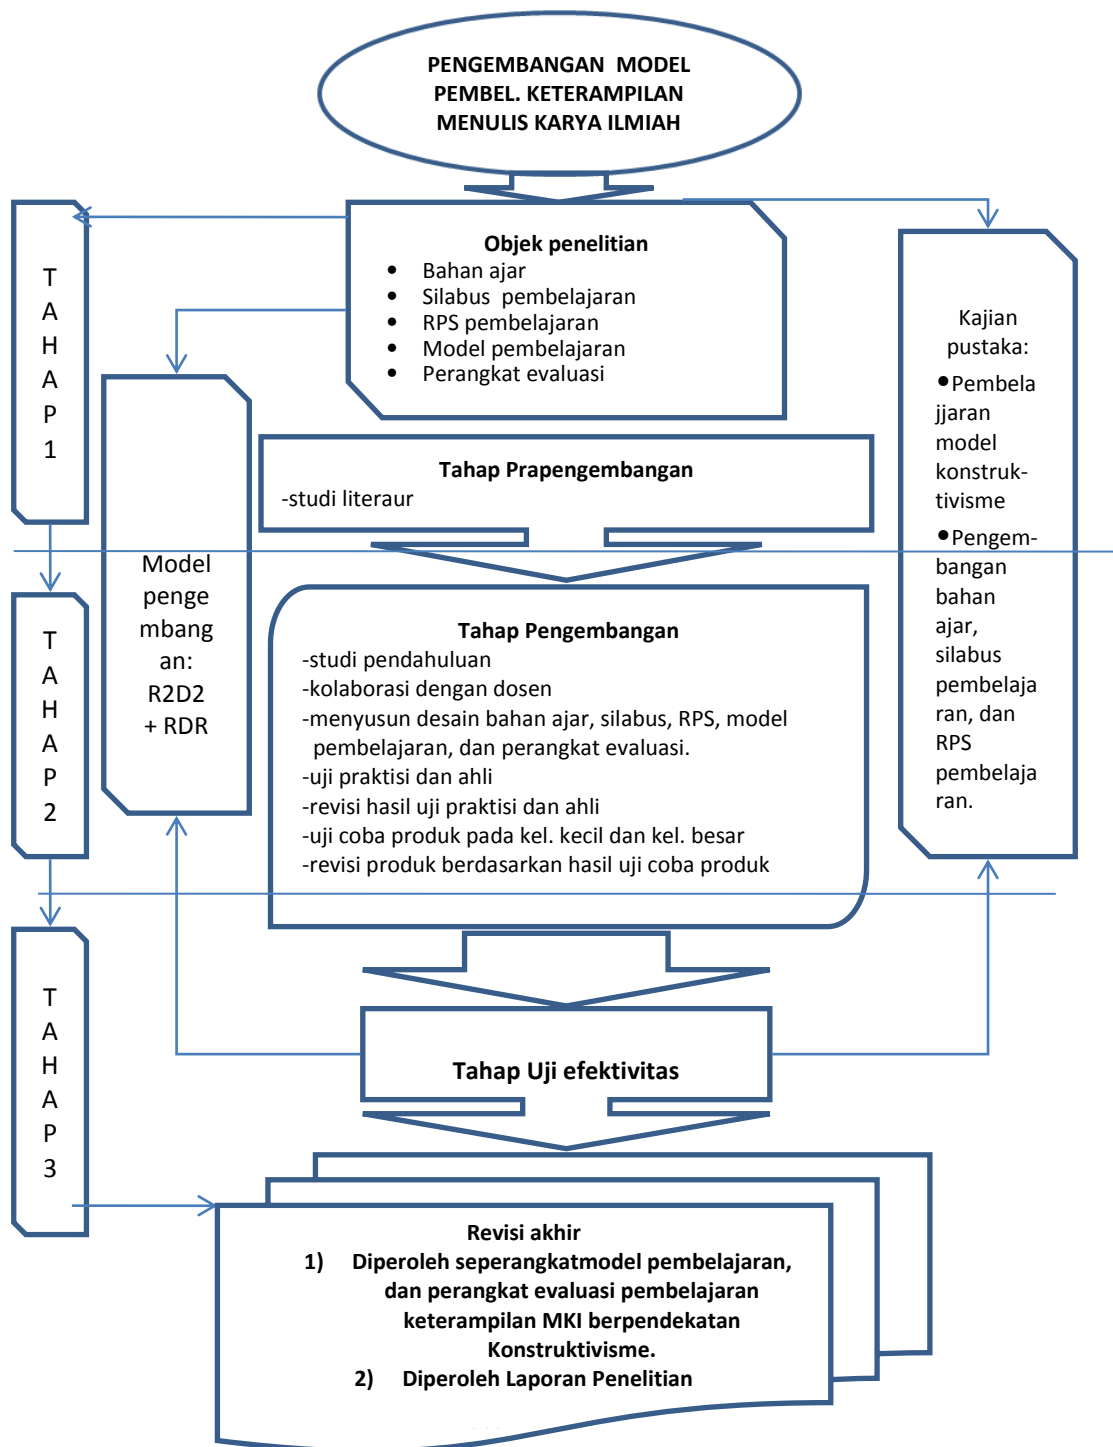 PENGEMBANGAN MODEL
PEMBEL. KETERAMPILAN
MENULIS KARYA ILMIAH
T
A
H
A
P
1
Objek penelitian
• Bahan ajar
• Silabus pembelajaran
• RPS pembelajaran
• Model pembelajaran
• Perangkat evaluasi
Kajian
pustaka:
•Pembela
jjaran
model
konstruk-
tivisme
•Pengem-
bangan
bahan
ajar,
silabus
pembelaja
ran, dan
RPS
pembelaja
ran.
Tahap Prapengembangan
-studi literaur
Model
penge
mbang
an:
R2D2
+ RDR
T
A
H
A
P
2
Tahap Pengembangan
-studi pendahuluan
-kolaborasi dengan dosen
-menyusun desain bahan ajar, silabus, RPS, model
pembelajaran, dan perangkat evaluasi.
-uji praktisi dan ahli
-revisi hasil uji praktisi dan ahli
-uji coba produk pada kel. kecil dan kel. besar
-revisi produk berdasarkan hasil uji coba produk
T
A
H
A
P
3
Tahap Uji efektivitas
Revisi akhir
1) Diperoleh seperangkatmodel pembelajaran,
dan perangkat evaluasi pembelajaran
keterampilan MKI berpendekatan
Konstruktivisme.
2) Diperoleh Laporan Penelitian